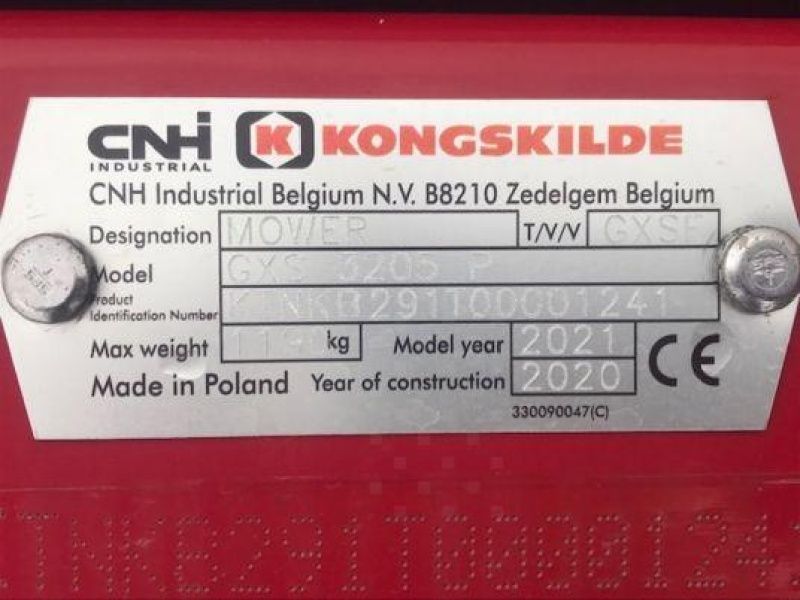 CNH INDUSTRIAL K KONGSKILDE
CNH Industrial Belgium N.V. B8210 Zedelgem Belgium
Designation MOWER T/V/V
Model GXS 3205 P
Product Identification Number
Max weight kg Model year 2021
Made in Poland Year of construction 2020
CE
330090047(C)
TNKB291T0000124